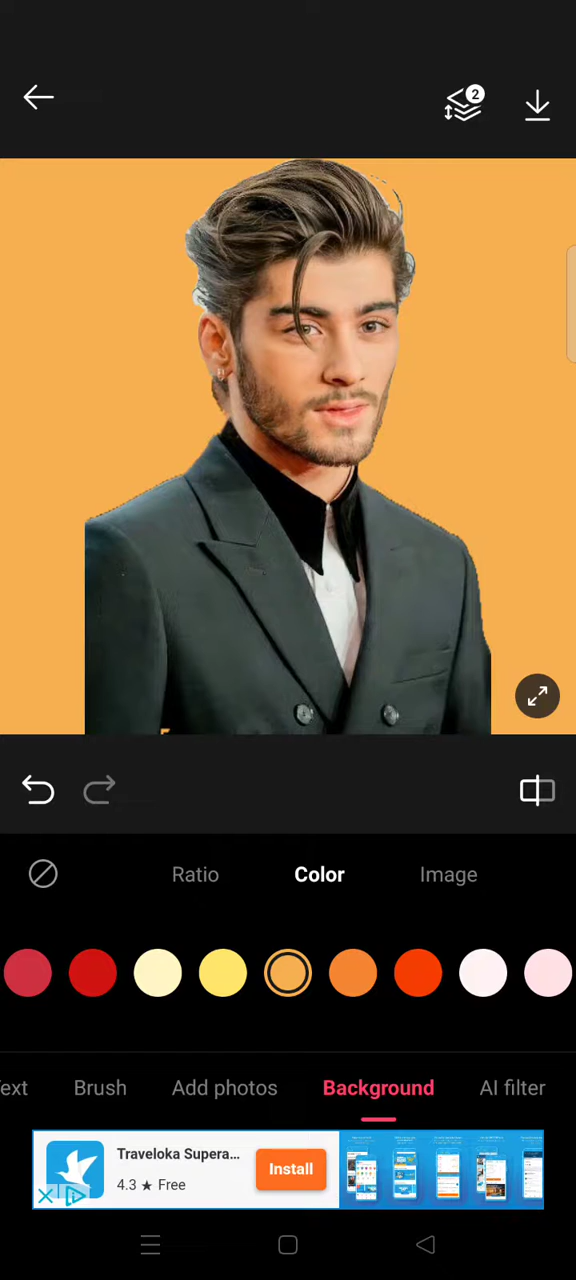 2
Ratio
Color
Image
ext
Brush
Add photos
Background
AI filter
Traveloka Supera...
4.3 ★ Free
Install